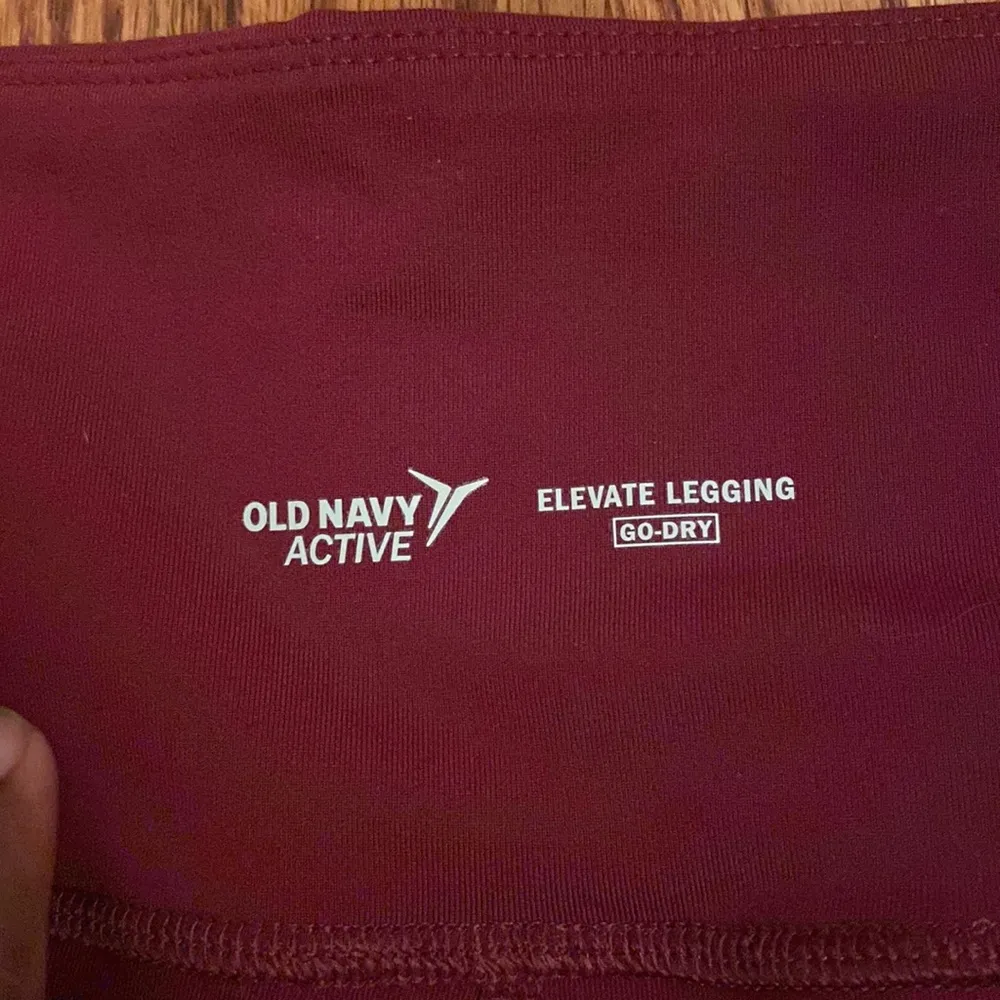 OLD NAVY
ACTIVE
ELEVATE LEGGING
GO-DRY